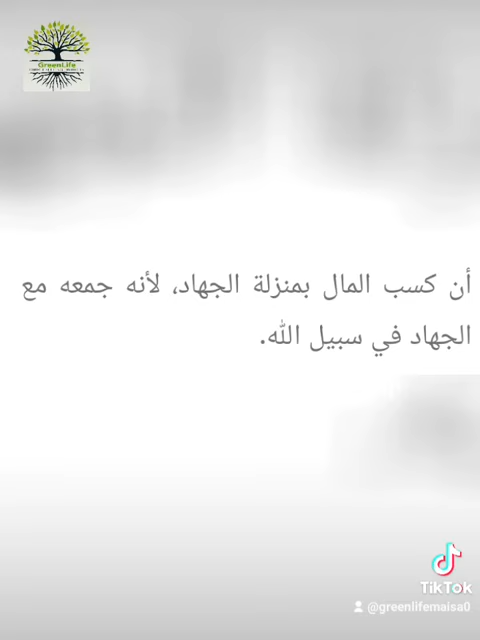 GreenLife
أن كسب المال بمنزلة الجهاد، لأنه جمعه مع
الجهاد في سبيل الله.
TikTok
@greenlifemaisa0